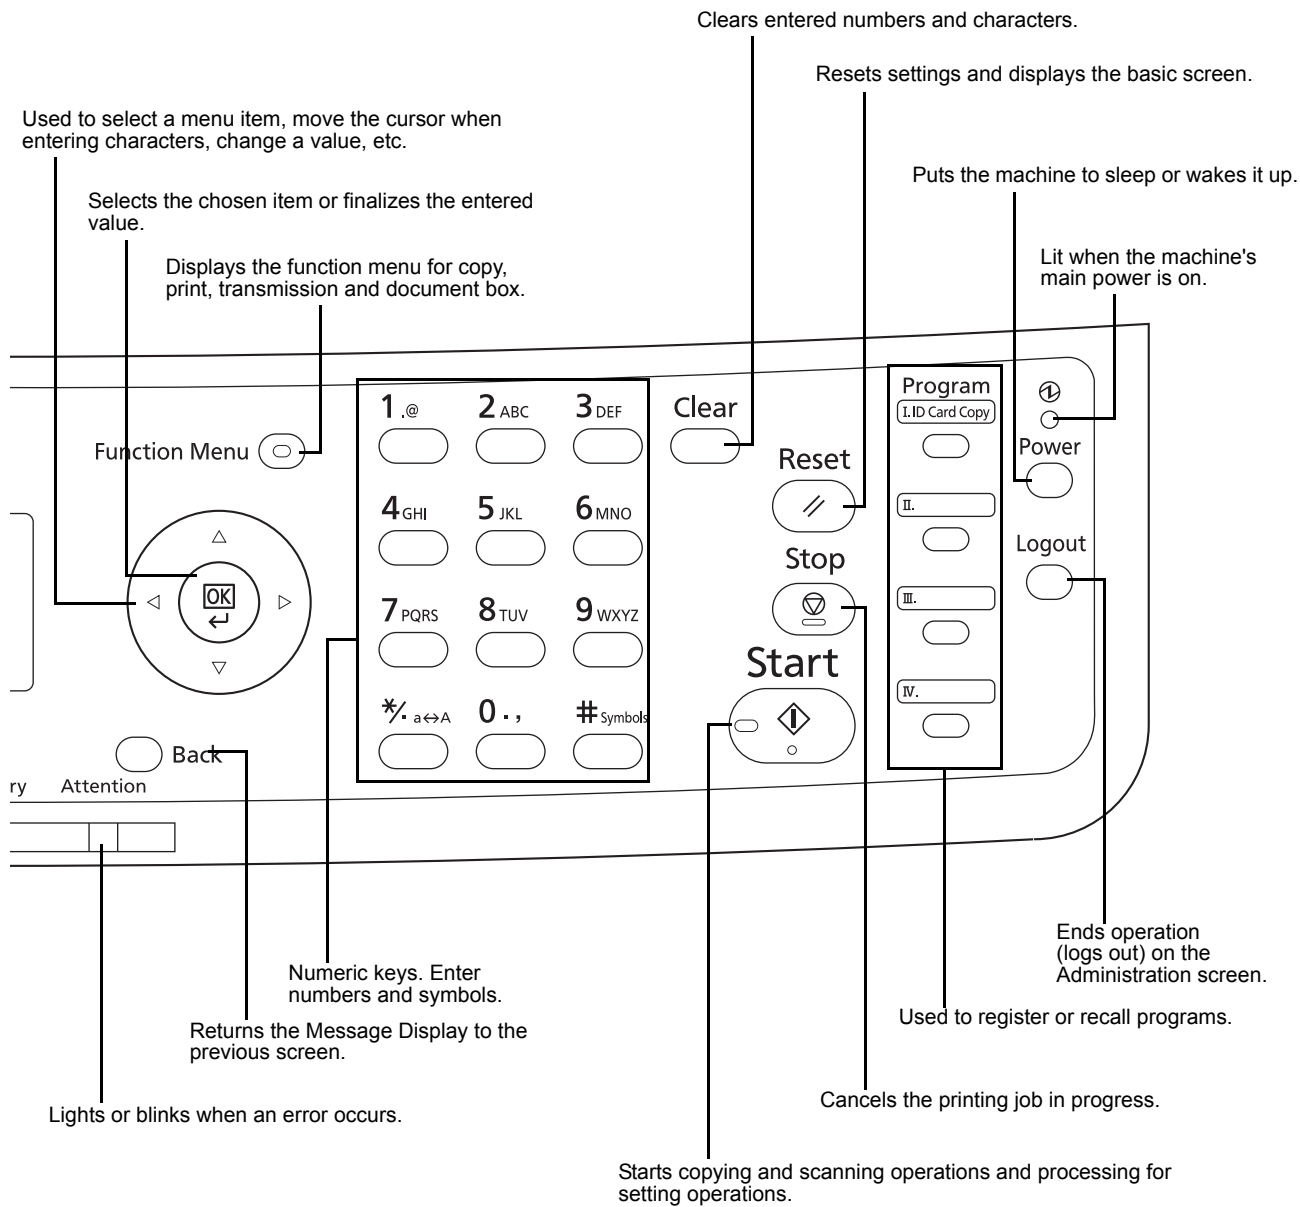 Clears entered numbers and characters.
Resets settings and displays the basic screen.
Used to select a menu item, move the cursor when
entering characters, change a value, etc.
Puts the machine to sleep or wakes it up.
Selects the chosen item or finalizes the entered
value.
Lit when the machine's
main power is on.
Displays the function menu for copy,
print, transmission and document box.
Function Menu
1 .@
2 ABC
3 DEF
Clear
Program
I. ID Card Copy
Power
Reset
4 GHI
5 JKL
6 MNO
II.
Logout
Stop
OK
7 PQRS
8 TUV
9 WXYZ
III.
Start
*/. a↔A
0 . ,
# Symbols
IV.
Back
ry
Attention
Ends operation
(logs out) on the
Administration screen.
Numeric keys. Enter
numbers and symbols.
Used to register or recall programs.
Returns the Message Display to the
previous screen.
Cancels the printing job in progress.
Lights or blinks when an error occurs.
Starts copying and scanning operations and processing for
setting operations.